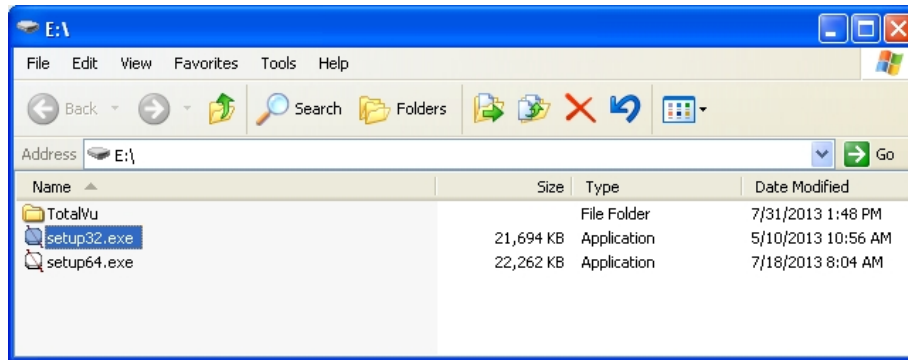 E:\
File Edit View Favorites Tools Help
Back Search Folders
Address E:\ Go
Name Size Type Date Modified
TotalVu File Folder 7/31/2013 1:48 PM
setup32.exe 21,694 KB Application 5/10/2013 10:56 AM
setup64.exe 22,262 KB Application 7/18/2013 8:04 AM